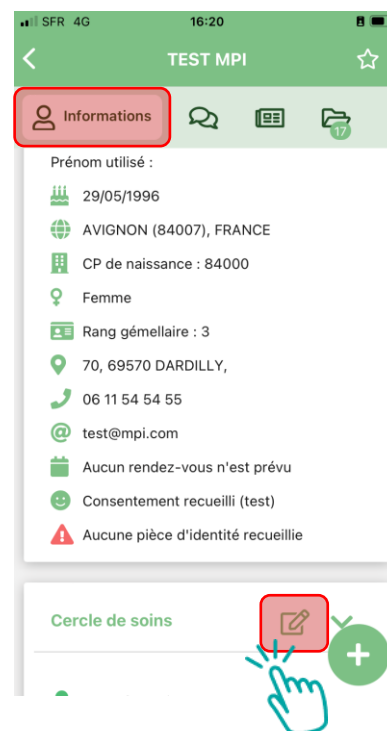 SFR 4G 16:20
TEST MPI
Informations
17
Prénom utilisé :
29/05/1996
AVIGNON (84007), FRANCE
CP de naissance : 84000
Femme
Rang gémellaire : 3
70, 69570 DARDILLY,
06 11 54 54 55
test@mpi.com
Aucun rendez-vous n'est prévu
Consentement recueilli (test)
Aucune pièce d'identité recueillie
Cercle de soins